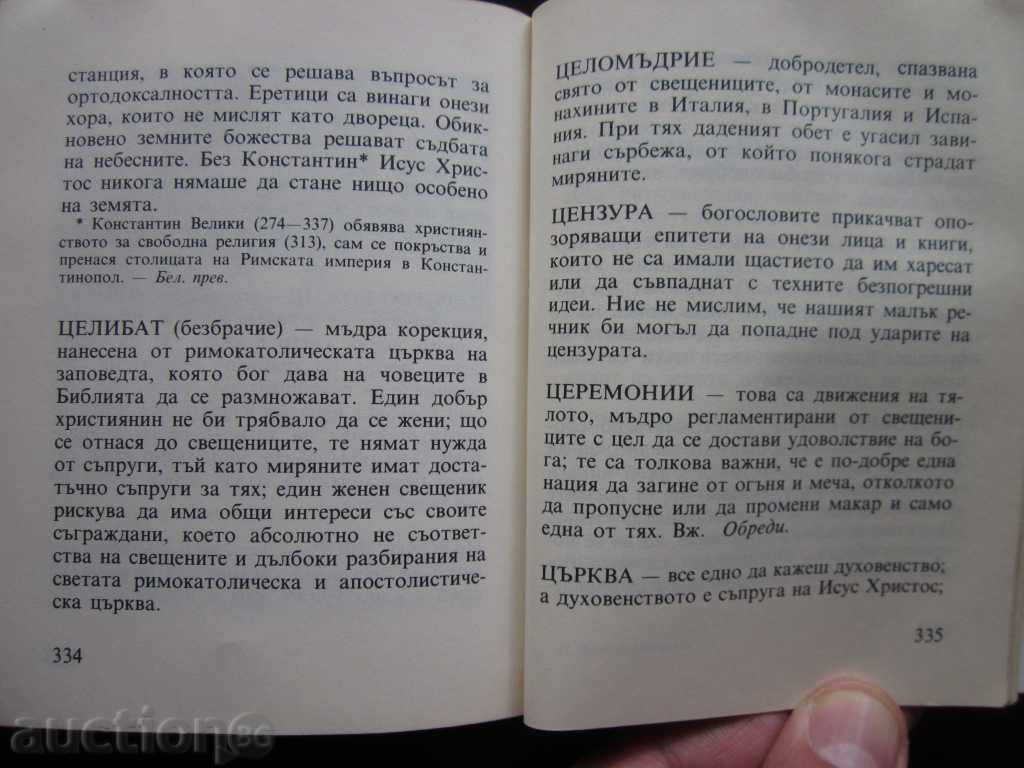 станция, в която се решава въпросът за
ортодоксалността. Еретици са винаги онези
хора, които не мислят като двореца. Обик-
новено земните божества решават съдбата
на небесните. Без Константин* Исус Хрис-
тос никога нямаше да стане нищо особено
на земята.
* Константин Велики (274—337) обявява християн-
ството за свободна религия (313), сам се покръства и
пренася столицата на Римската империя в Констан-
тинопол. — Бел. прев.
ЦЕЛИБАТ (безбрачие) — мъдра корекция,
нанесена от римокатолическата църква на
заповедта, която бог дава на човеците в
Библията да се размножават. Един добър
християнин не би трябвало да се жени; що
се отнася до свещениците, те нямат нужда
от съпруги, тъй като миряните имат доста-
тъчно съпруги за тях; един женен свещеник
рискува да има общи интереси със своите
съграждани, което абсолютно не съответ-
ства на свещените и дълбоки разбирания на
светата римокатолическа и апостолистиче-
ска църква.
334
ЦЕЛОМЪДРИЕ — добродетел, спазвана
свято от свещениците, от монасите и мо-
нахините в Италия, в Португалия и Испа-
ния. При тях даденият обет е угасил зави-
наги сърбежа, от който понякога страдат
миряните.
ЦЕНЗУРА — богословите прикачват опо-
зоряващи епитети на онези лица и книги,
които не са имали щастието да им харесат
или да съвпаднат с техните безпогрешни
идеи. Ние не мислим, че нашият малък ре-
чник би могъл да попадне под ударите на
цензурата.
ЦЕРЕМОНИИ — това са движения на тя-
лото, мъдро регламентирани от свещени-
ците с цел да се достави удоволствие на бо-
га; те са толкова важни, че е по-добре една
нация да загине от огъня и меча, отколкото
да пропусне или да промени макар и само
една от тях. Вж. Обреди.
ЦЪРКВА — все едно да кажеш духовенство;
а духовенството е съпруга на Исус Христос;
335
auction.bg